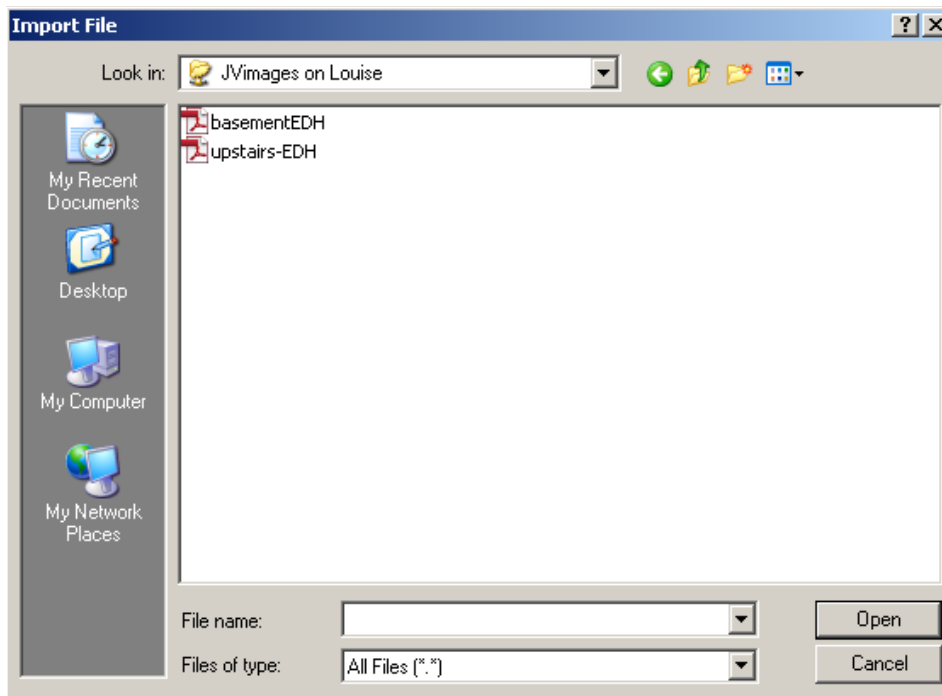 Import File
Look in:
JVimages on Louise
basementEDH
upstairs-EDH
My Recent
Documents
Desktop
My Computer
My Network
Places
File name:
Open
Files of type:
All Files (*.*)
Cancel